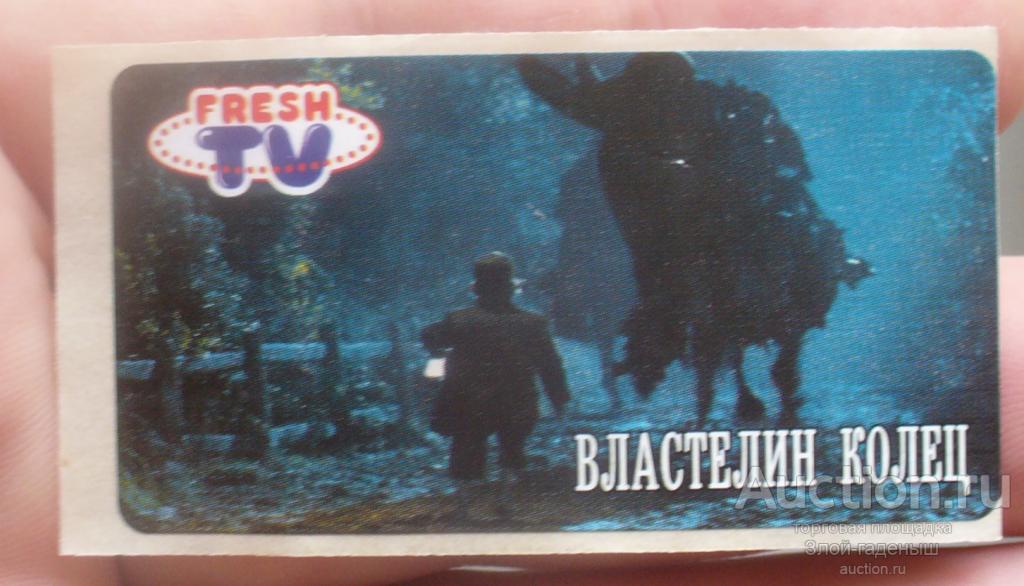 FRESH
TV
ВЛАСТЕЛИН КОЛЕЦ
Auction.ru
торговая площадка
Злой-гаденыш
auction.ru